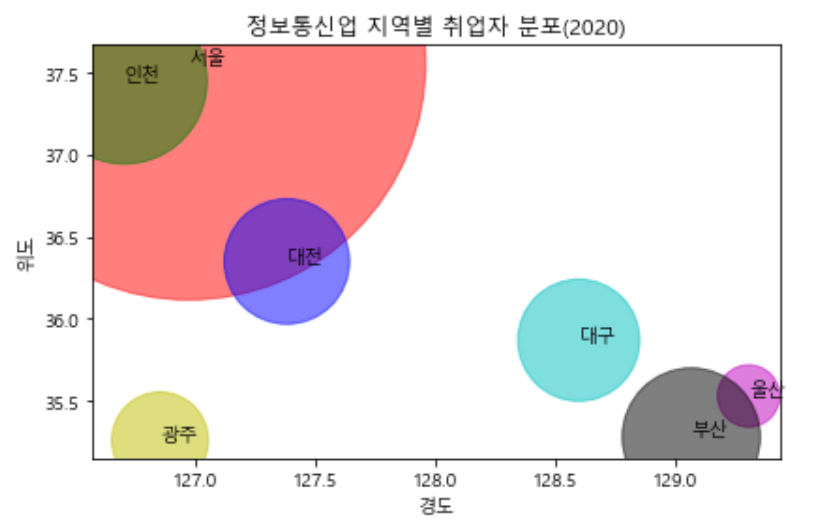 정보통신업 지역별 취업자 분포(2020)
37.5
37.0
36.5
36.0
35.5
위도
서울
인천
대전
대구
울산
부산
광주
127.0 127.5 128.0 128.5 129.0
경도